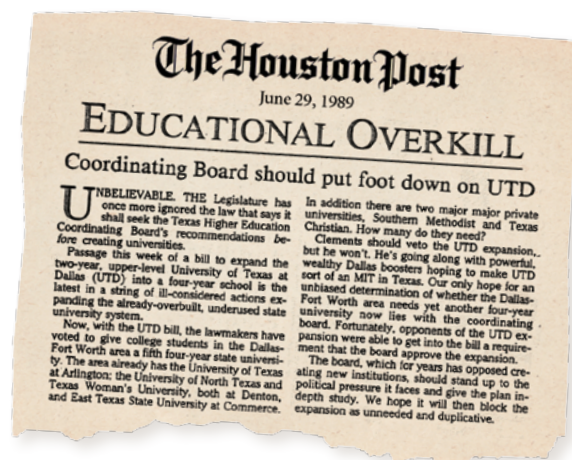 The Houston Post
June 29, 1989
EDUCATIONAL OVERKILL
Coordinating Board should put foot down on UTD
UNBELIEVABLE. THE Legislature has
once more ignored the law that says it
shall seek the Texas Higher Education
Coordinating Board's recommendations be-
fore creating universities.
Passage this week of a bill to expand the
two-year, upper-level University of Texas at
Dallas (UTD) into a four-year school is the
latest in a string of ill-considered actions ex-
panding the already-overbuilt, underused state
university system.
Now, with the UTD bill, the lawmakers have
voted to give college students in the Dallas-
Fort Worth area a fifth four-year state universi-
ty. The area already has the University of Texas
at Arlington; the University of North Texas and
Texas Woman's University, both at Denton,
and East Texas State University at Commerce.
In addition there are two major major private
universities, Southern Methodist and Texas
Christian. How many do they need?
Clements should veto the UTD expansion,
but he won't. He's going along with powerful,
wealthy Dallas boosters hoping to make UTD
sort of an MIT in Texas. Our only hope for an
unbiased determination of whether the Dallas-
Fort Worth area needs yet another four-year
university now lies with the coordinating
board. Fortunately, opponents of the UTD ex-
pansion were able to get into the bill a require-
ment that the board approve the expansion.
The board, which for years has opposed cre-
ating new institutions, should stand up to the
political pressure it faces and give the plan in-
depth study. We hope it will then block the
expansion as unneeded and duplicative.